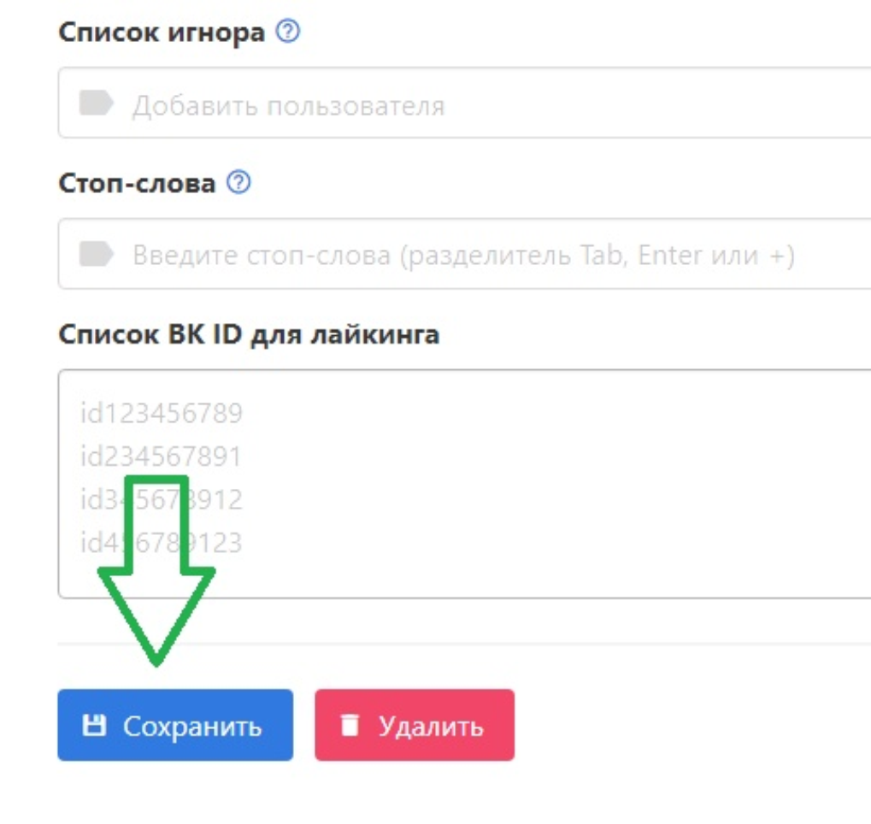 Список игнора
Добавить пользователя
Стоп-слова
Введите стоп-слова (разделитель Tab, Enter или +)
Список ВК ID для лайкинга
id123456789
id234567891
id345678912
id456789123
Сохранить
Удалить